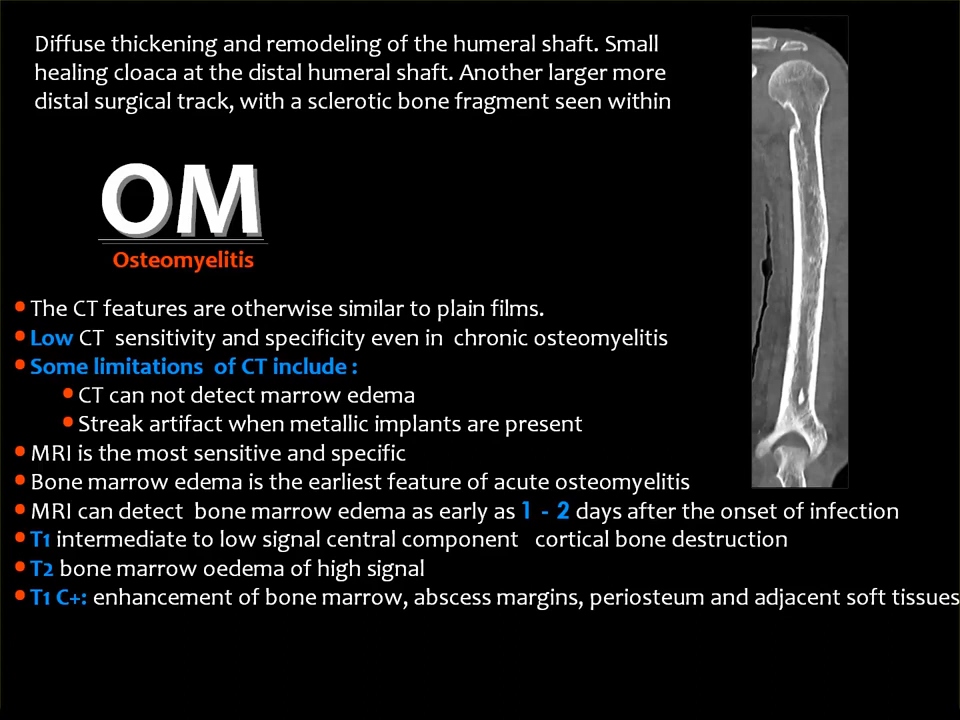 Diffuse thickening and remodeling of the humeral shaft. Small
healing cloaca at the distal humeral shaft. Another larger more
distal surgical track, with a sclerotic bone fragment seen within
OM
Osteomyelitis
• The CT features are otherwise similar to plain films.
• Low CT sensitivity and specificity even in chronic osteomyelitis
• Some limitations of CT include :
• CT can not detect marrow edema
• Streak artifact when metallic implants are present
• MRI is the most sensitive and specific
• Bone marrow edema is the earliest feature of acute osteomyelitis
• MRI can detect bone marrow edema as early as 1 - 2 days after the onset of infection
• T1 intermediate to low signal central component cortical bone destruction
• T2 bone marrow oedema of high signal
• T1 C+: enhancement of bone marrow, abscess margins, periosteum and adjacent soft tissues